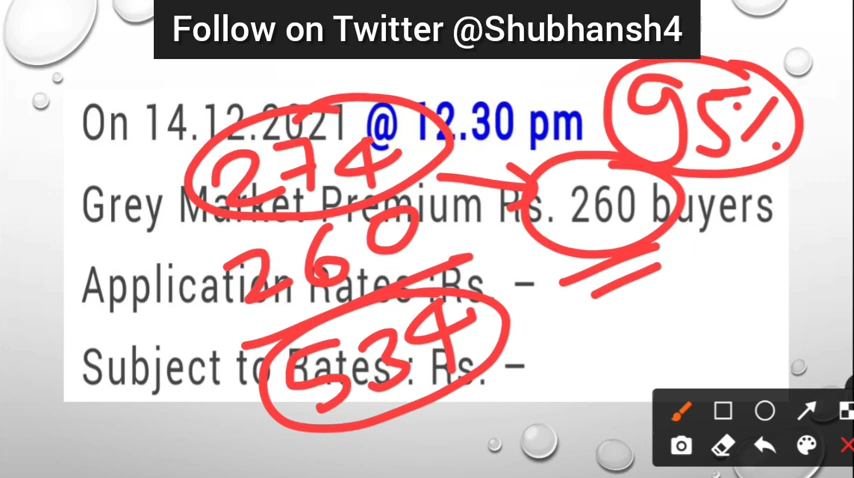 Follow on Twitter @Shubhansh4
On 14.12.2021 @ 12.30 pm
95%
274
Grey Market Premium Rs. 260 buyers
260
Application Rates :Rs. –
534
Subject to Rates : Rs. –